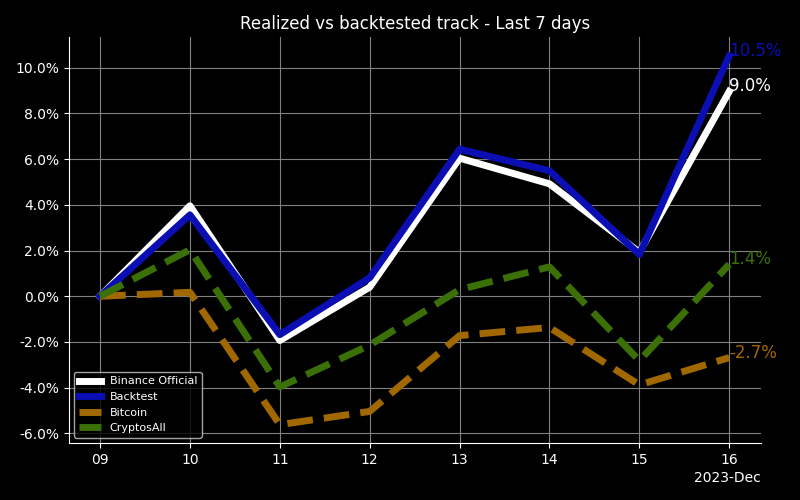 Realized vs backtested track - Last 7 days
10.5%
10.0%
9.0%
8.0%
6.0%
4.0%
2.0%
1.4%
0.0%
-2.0%
-2.7%
-4.0%
-6.0%
Binance Official
Backtest
Bitcoin
CryptosAll
09 10 11 12 13 14 15 16
2023-Dec